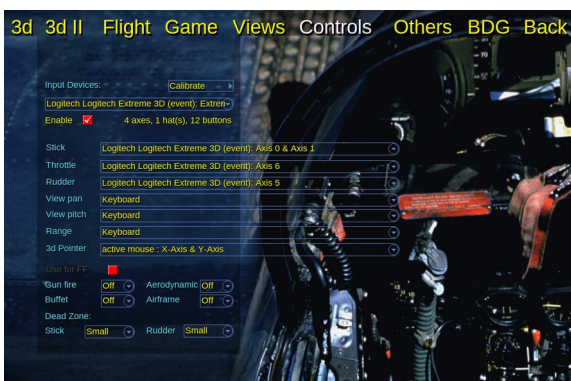 3d 3d II Flight Game Views Controls Others BDG Back
Input Devices: Calibrate
Logitech Logitech Extreme 3D (event): Extren
Enable 4 axes, 1 hat(s), 12 buttons
Stick Logitech Logitech Extreme 3D (event): Axis 0 & Axis 1
Throttle Logitech Logitech Extreme 3D (event): Axis 6
Rudder Logitech Logitech Extreme 3D (event): Axis 5
View pan Keyboard
View pitch Keyboard
Range Keyboard
3d Pointer active mouse : X-Axis & Y-Axis
Use for FF
Gun fire Off Aerodynamic Off
Buffet Off Airframe Off
Dead Zone:
Stick Small Rudder Small